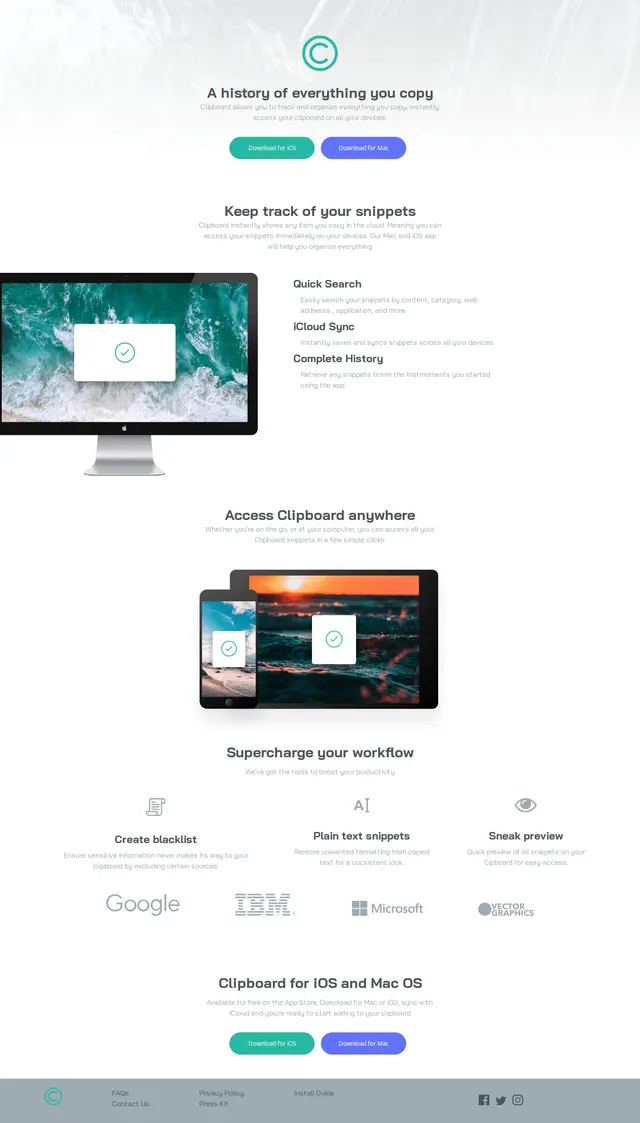 A history of everything you copy
Clipboard allows you to track and organize everything you copy. Instantly
access your clipboard on all your devices.
Download for iOS
Download for Mac
Keep track of your snippets
Clipboard instantly stores any item you copy in the cloud. Meaning you can
access your snippets immediately on your devices. Our Mac and iOS app
will help you organize everything
Quick Search
Easily search your snippets by content, category, web
addresss , application, and more.
iCloud Sync
Instantly saves and syncs snippets across all your devices.
Complete History
Retrieve any snippets fronm the firstmoments you started
using the app.
Access Clipboard anywhere
Whether you're on the go, or at your computer, you can access all your
Clipboard snippets in a few simple clicks
Supercharge your workflow
We've got the tools to boost your productivity
AI
Create blacklist
Ensure sensitive information never makes its way to your
clipboard by excluding certain sources
Plain text snippets
Remove unwanted formatting from copied
text for a cocsistent look.
Sneak preview
Quick preview of all snippets on your
Clipboard for easy access.
Google
IBM
Microsoft
VECTOR
GRAPHICS
Clipboard for iOS and Mac OS
Available for free on the App Store. Download for Mac or iOS, sync with
iCloud and you;re ready to start adding to your clipboard
Download for iOS
Download for Mac
FAQs
Contact Us
Privacy Policy
Press Kit
Install Guide